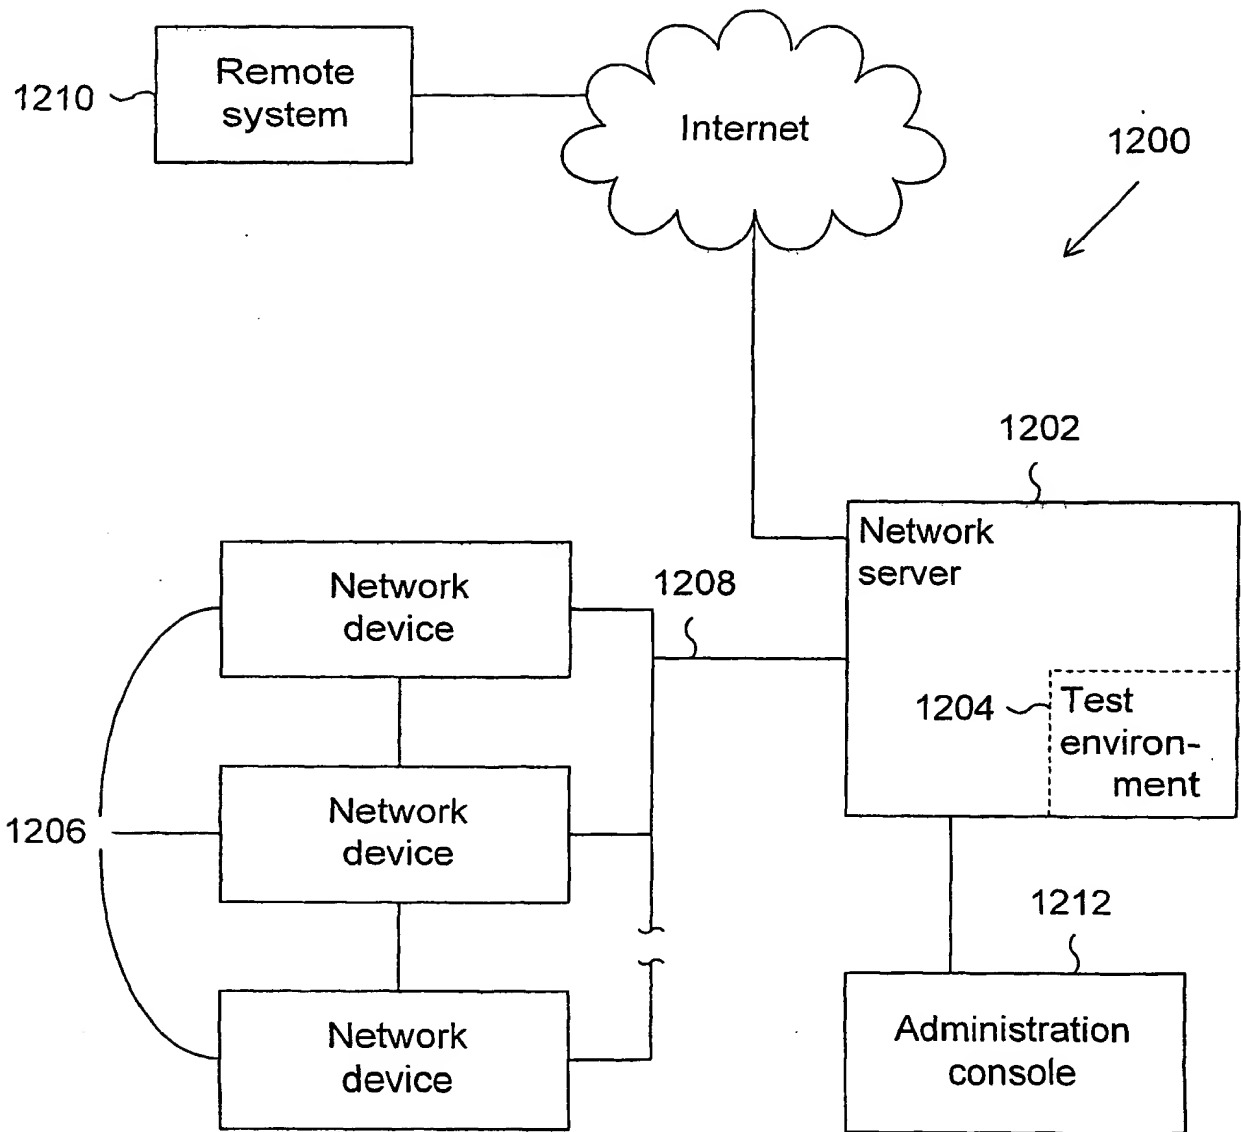 Remote
system
1210
Internet
1200
1202
Network
server
1208
Network
device
1204
Test
environ-
ment
Network
device
1206
1212
Network
device
Administration
console